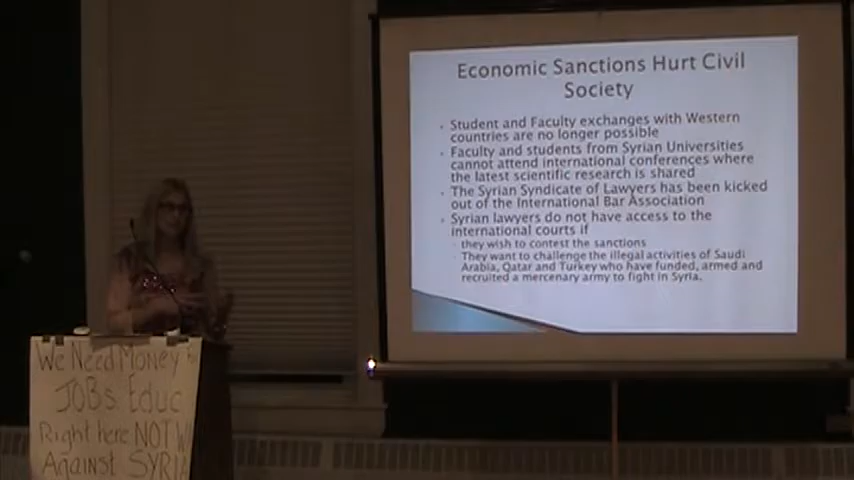 Economic Sanctions Hurt Civil
Society
Student and Faculty exchanges with Western
countries are no longer possible
Faculty and students from Syrian Universities
cannot attend international conferences where
the latest scientific research is shared
The Syrian Syndicate of Lawyers has been kicked
out of the International Bar Association
Syrian lawyers do not have access to the
international courts if
they wish to contest the sanctions
They want to challenge the illegal activities of Saudi
Arabia, Qatar and Turkey who have funded, armed and
recruited a mercenary army to fight in Syria.
We Need Money
JOBS Educ
Right here NOT W
Against SYRIA